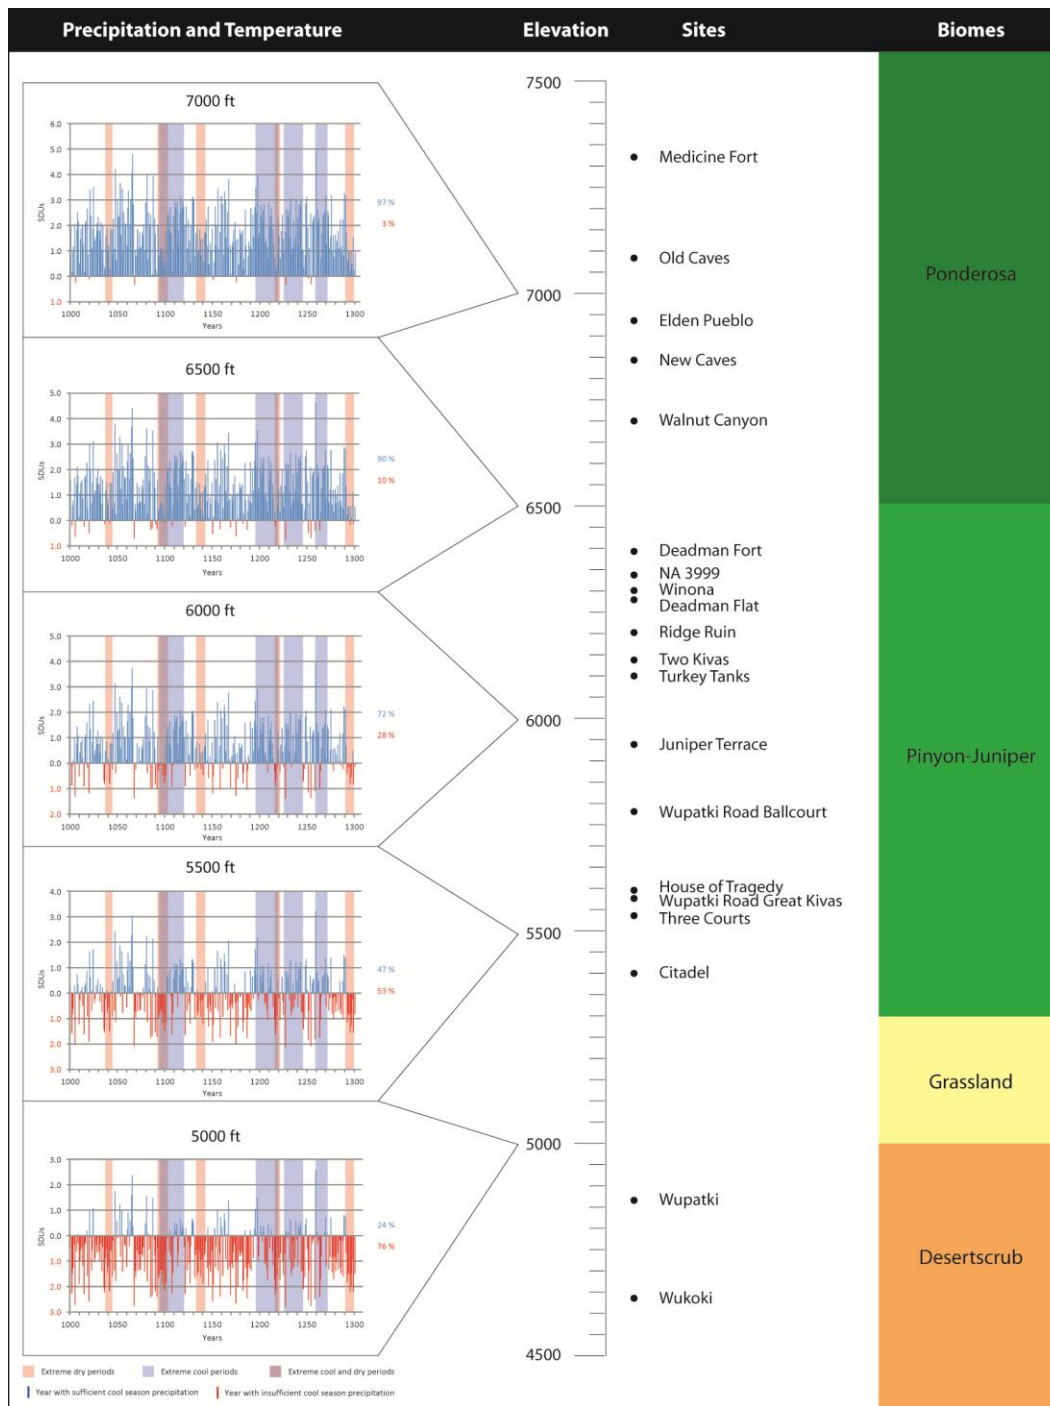 Precipitation and Temperature Elevation Sites Biomes
7000 ft
6.0
5.0
4.0
3.0
2.0
1.0
0.0
1.0
SDUs
1000 1050 1100 1150 1200 1250 1300
Years
97 %
3 %
6500 ft
5.0
4.0
3.0
2.0
1.0
0.0
1.0
SDUs
1000 1050 1100 1150 1200 1250 1300
Years
90 %
10 %
6000 ft
5.0
4.0
3.0
2.0
1.0
0.0
1.0
2.0
SDUs
1000 1050 1100 1150 1200 1250 1300
Years
72 %
28 %
5500 ft
4.0
3.0
2.0
1.0
0.0
1.0
2.0
3.0
SDUs
1000 1050 1100 1150 1200 1250 1300
Years
47 %
53 %
5000 ft
3.0
2.0
1.0
0.0
1.0
2.0
3.0
SDUs
1000 1050 1100 1150 1200 1250 1300
Years
24 %
76 %
Extreme dry periods Extreme cool periods Extreme cool and dry periods
Year with sufficient cool season precipitation Year with insufficient cool season precipitation
7500
7000
6500
6000
5500
5000
4500
Medicine Fort
Old Caves
Elden Pueblo
New Caves
Walnut Canyon
Deadman Fort
NA 3999
Winona
Deadman Flat
Ridge Ruin
Two Kivas
Turkey Tanks
Juniper Terrace
Wupatki Road Ballcourt
House of Tragedy
Wupatki Road Great Kivas
Three Courts
Citadel
Wupatki
Wukoki
Ponderosa
Pinyon-Juniper
Grassland
Desertscrub